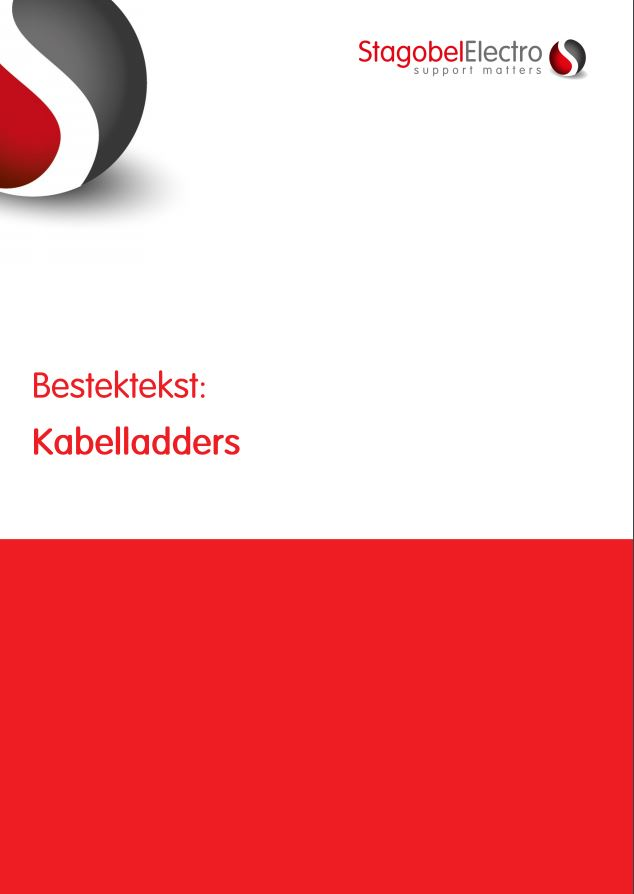 StagobelElectro
support matters
Bestektekst:
Kabelladders